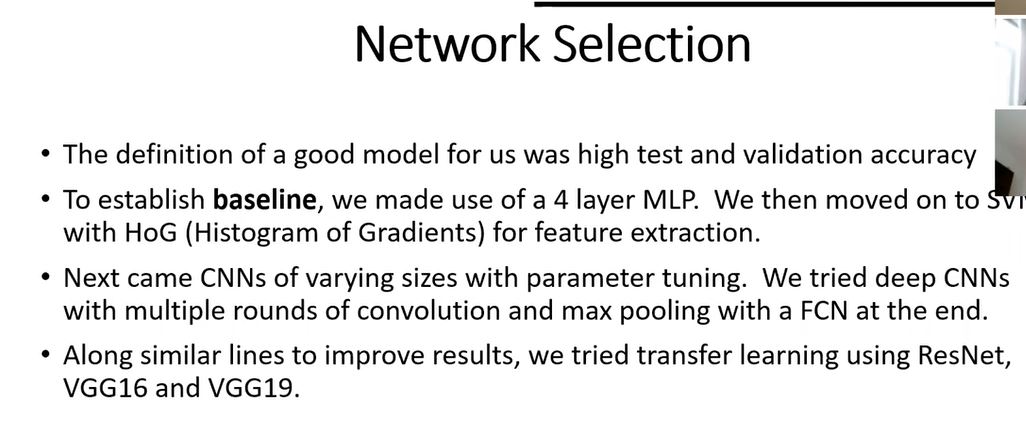 Network Selection
• The definition of a good model for us was high test and validation accuracy
• To establish baseline, we made use of a 4 layer MLP. We then moved on to
with HoG (Histogram of Gradients) for feature extraction.
• Next came CNNs of varying sizes with parameter tuning. We tried deep CNNs
with multiple rounds of convolution and max pooling with a FCN at the end.
• Along similar lines to improve results, we tried transfer learning using ResNet,
VGG16 and VGG19.